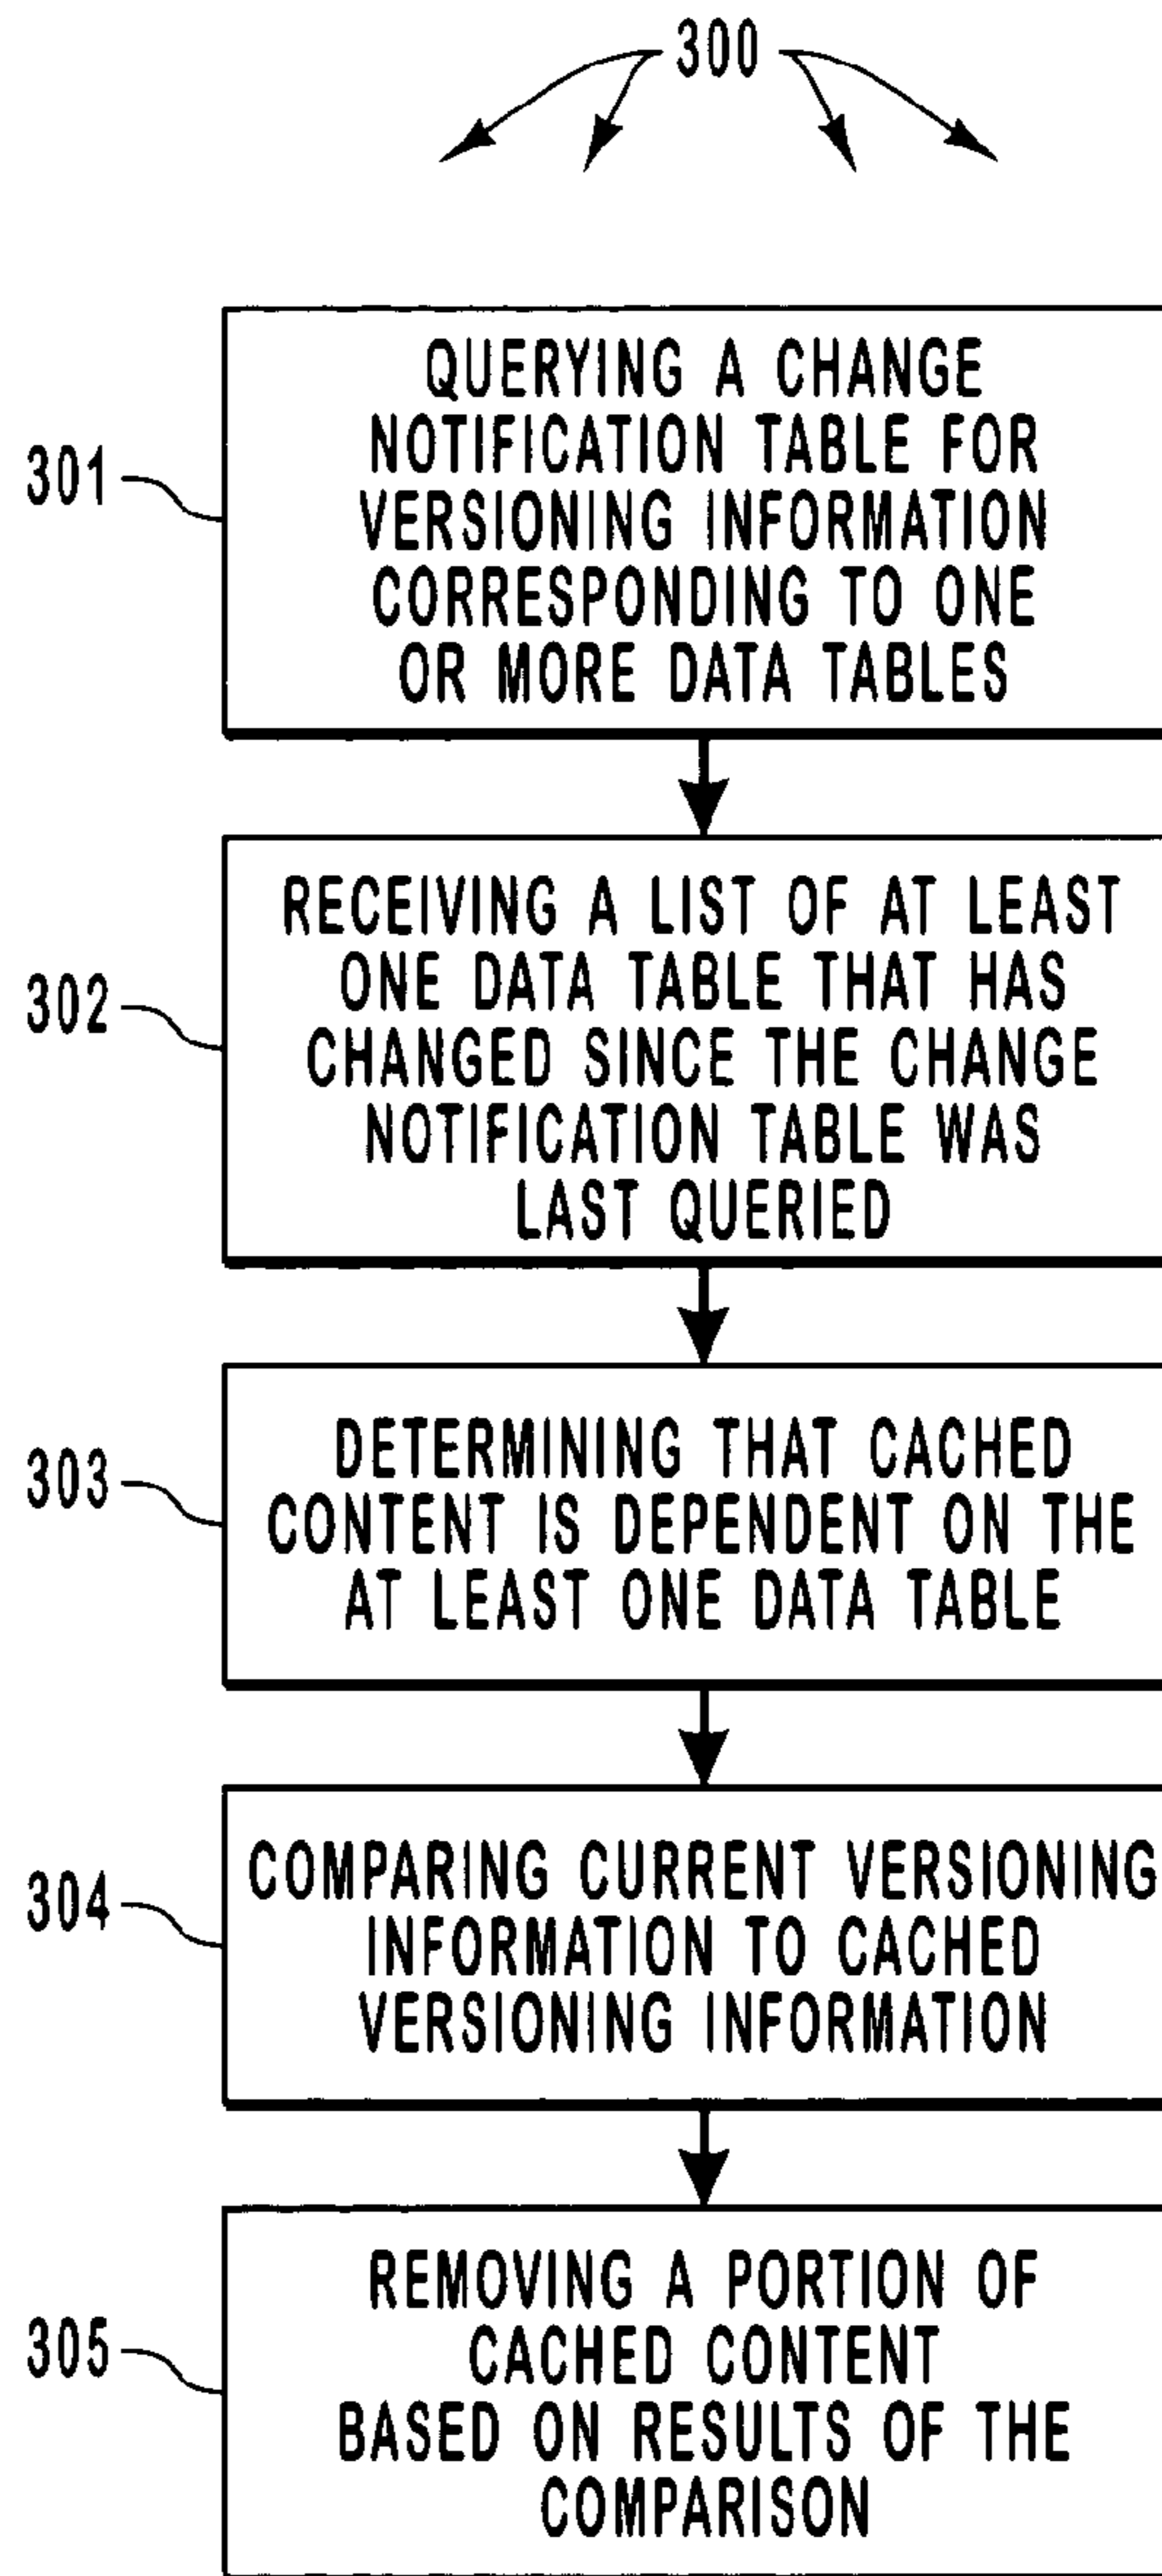 300
301
QUERYING A CHANGE
NOTIFICATION TABLE FOR
VERSIONING INFORMATION
CORRESPONDING TO ONE
OR MORE DATA TABLES
302
RECEIVING A LIST OF AT LEAST
ONE DATA TABLE THAT HAS
CHANGED SINCE THE CHANGE
NOTIFICATION TABLE WAS
LAST QUERIED
303
DETERMINING THAT CACHED
CONTENT IS DEPENDENT ON THE
AT LEAST ONE DATA TABLE
304
COMPARING CURRENT VERSIONING
INFORMATION TO CACHED
VERSIONING INFORMATION
305
REMOVING A PORTION OF
CACHED CONTENT
BASED ON RESULTS OF THE
COMPARISON